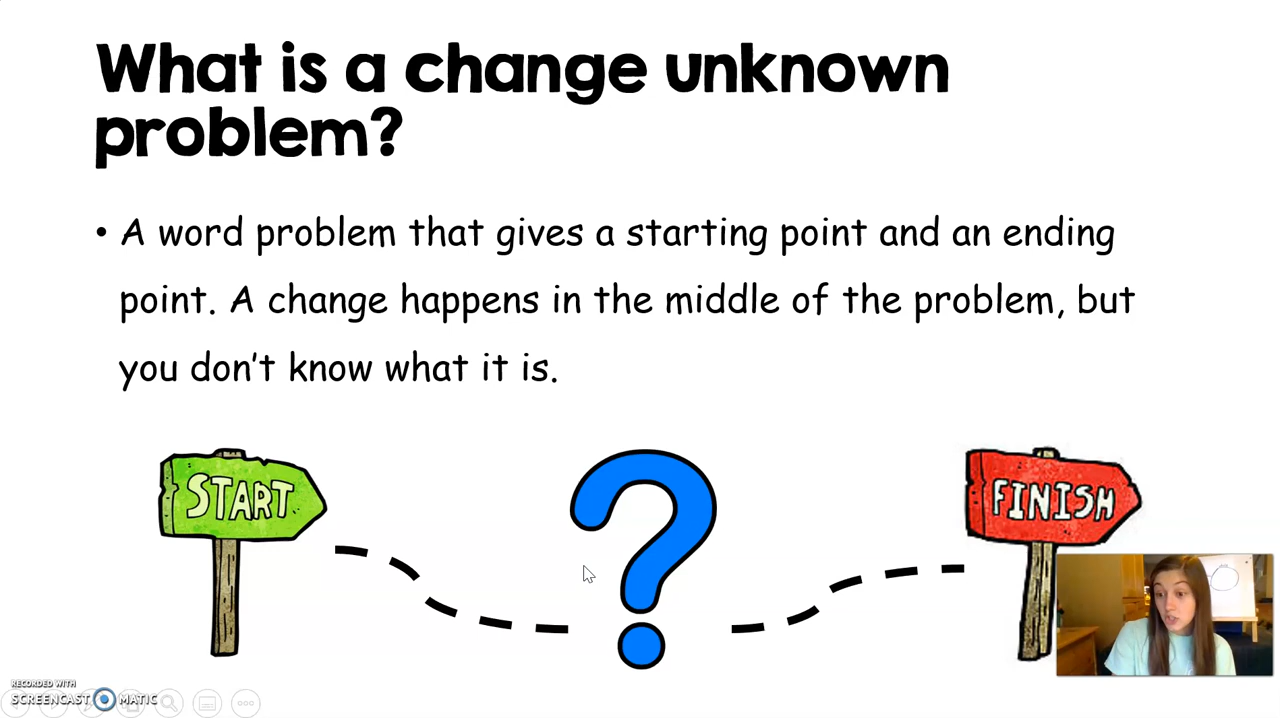 What is a change unknown
problem?
• A word problem that gives a starting point and an ending
point. A change happens in the middle of the problem, but
you don't know what it is.
START
?
FINISH
RECORDED WITH
SCREENCAST MATIC